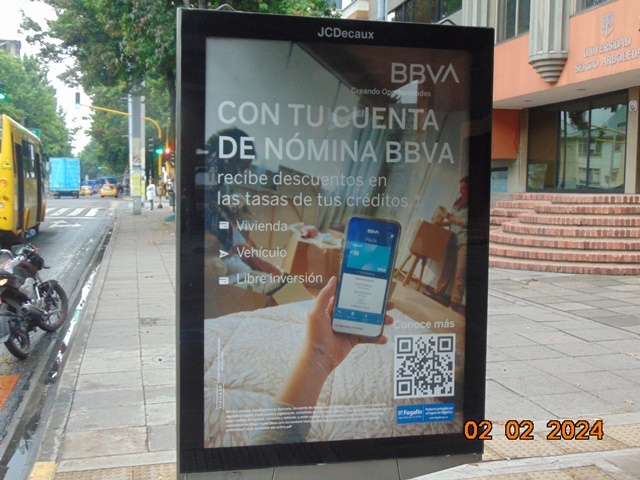 JCDecaux
BBVA
Creando Oportunidades
UNIVERSIDAD
SERGIO ARBOLEDA
CON TU CUENTA
DE NÓMINA BBVA
recibe descuentos en
las tasas de tus créditos.
Vivienda
Vehículo
Libre inversión
Conoce más
Fogafín
02 02 2024